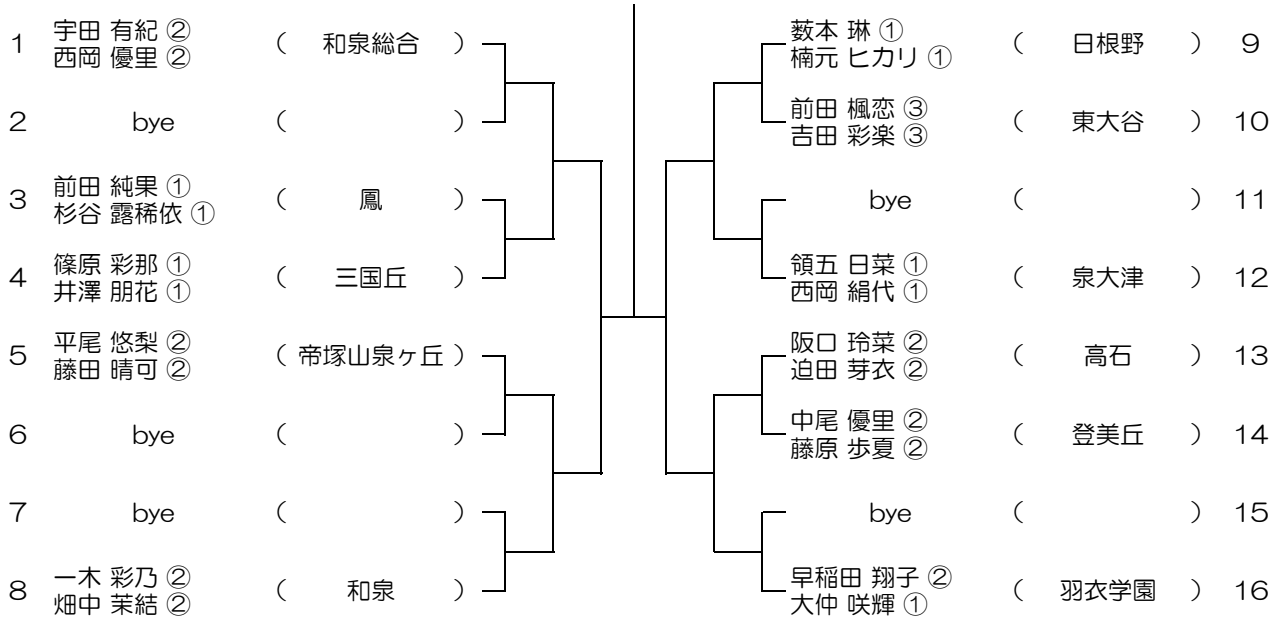 1 宇田 有紀 ② 西岡 優里 ② ( 和泉総合 )
2 bye ( )
3 前田 純果 ① 杉谷 露稀依 ① ( 鳳 )
4 篠原 彩那 ① 井澤 朋花 ① ( 三国丘 )
5 平尾 悠梨 ② 藤田 晴可 ② ( 帝塚山泉ヶ丘 )
6 bye ( )
7 bye ( )
8 一木 彩乃 ② 畑中 茉結 ② ( 和泉 )
薮本 琳 ① 楠元 ヒカリ ① ( 日根野 ) 9
前田 楓恋 ③ 吉田 彩楽 ③ ( 東大谷 ) 10
bye ( ) 11
領五 日菜 ① 西岡 絹代 ① ( 泉大津 ) 12
阪口 玲菜 ② 迫田 芽衣 ② ( 高石 ) 13
中尾 優里 ② 藤原 歩夏 ② ( 登美丘 ) 14
bye ( ) 15
早稲田 翔子 ② 大仲 咲輝 ① ( 羽衣学園 ) 16